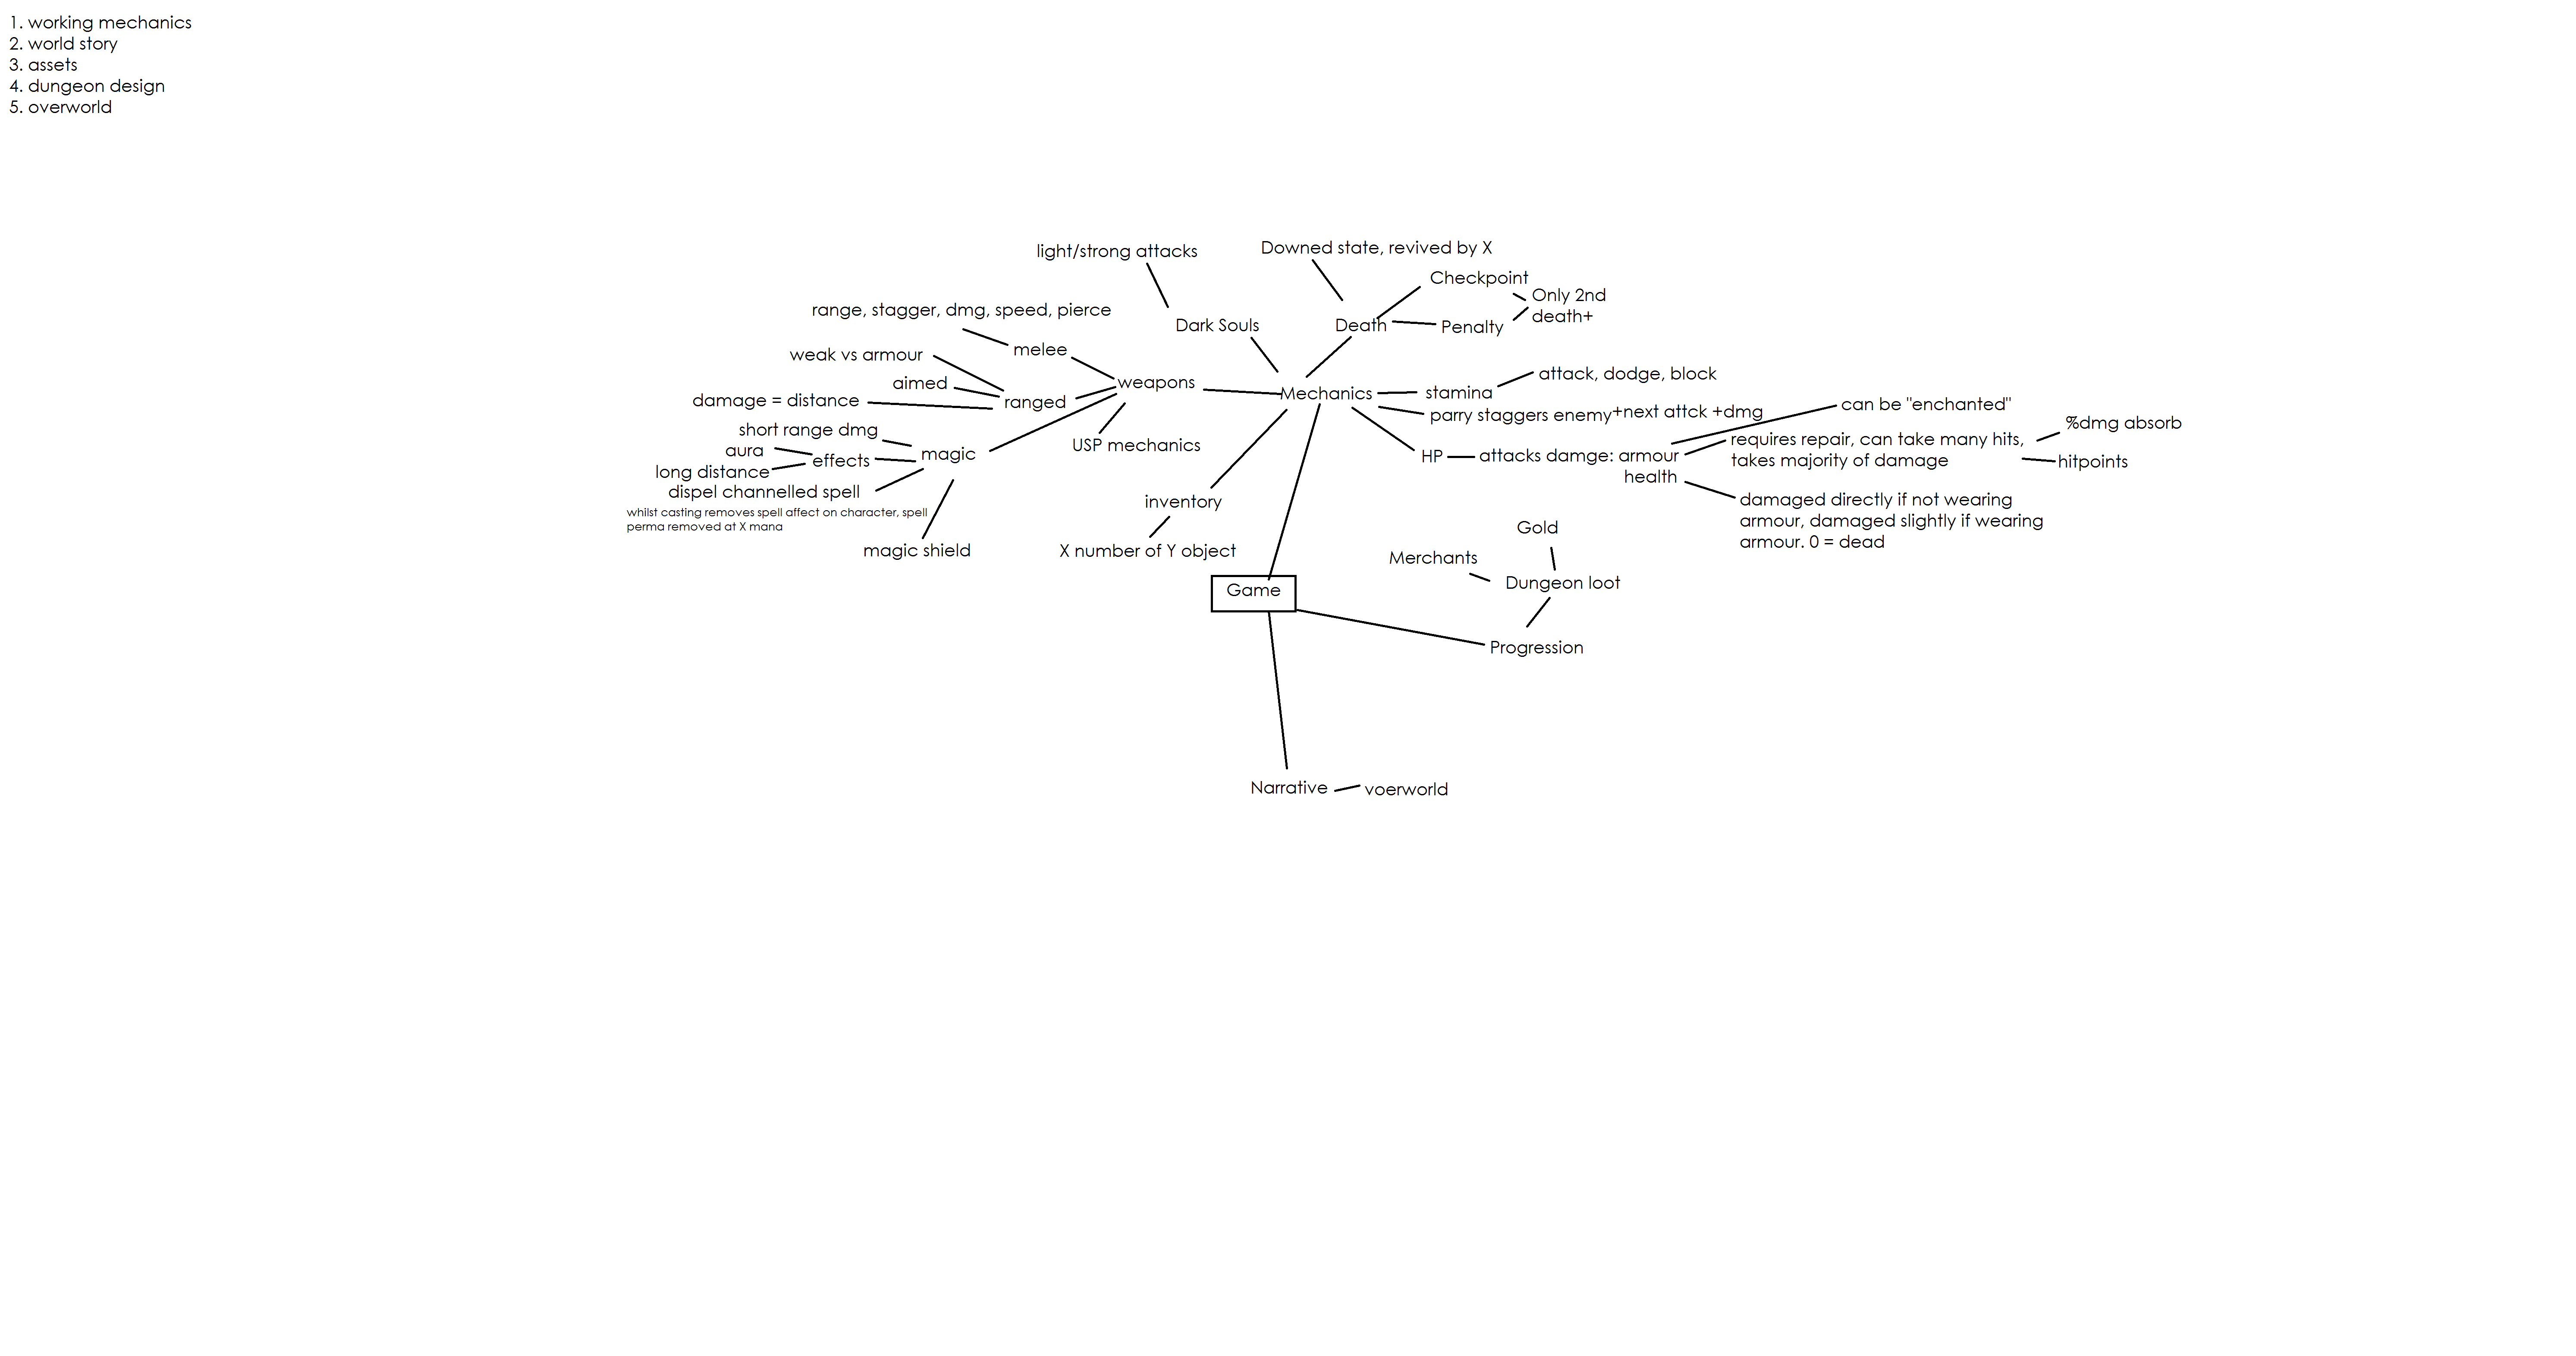 1. working mechanics
2. world story
3. assets
4. dungeon design
5. overworld
light/strong attacks
Downed state, revived by X
Checkpoint
Only 2nd
death+
range, stagger, dmg, speed, pierce
Dark Souls
Death
Penalty
melee
weak vs armour
aimed
weapons
Mechanics
stamina
attack, dodge, block
damage = distance
ranged
parry staggers enemy+next attck +dmg
can be "enchanted"
short range dmg
aura
effects
magic
long distance
dispel channelled spell
whilst casting removes spell affect on character, spell
perma removed at X mana
magic shield
USP mechanics
HP
attacks damge: armour
health
requires repair, can take many hits,
takes majority of damage
%dmg absorb
hitpoints
damaged directly if not wearing
armour, damaged slightly if wearing
armour. 0 = dead
inventory
X number of Y object
Gold
Merchants
Dungeon loot
Game
Progression
Narrative
voerworld